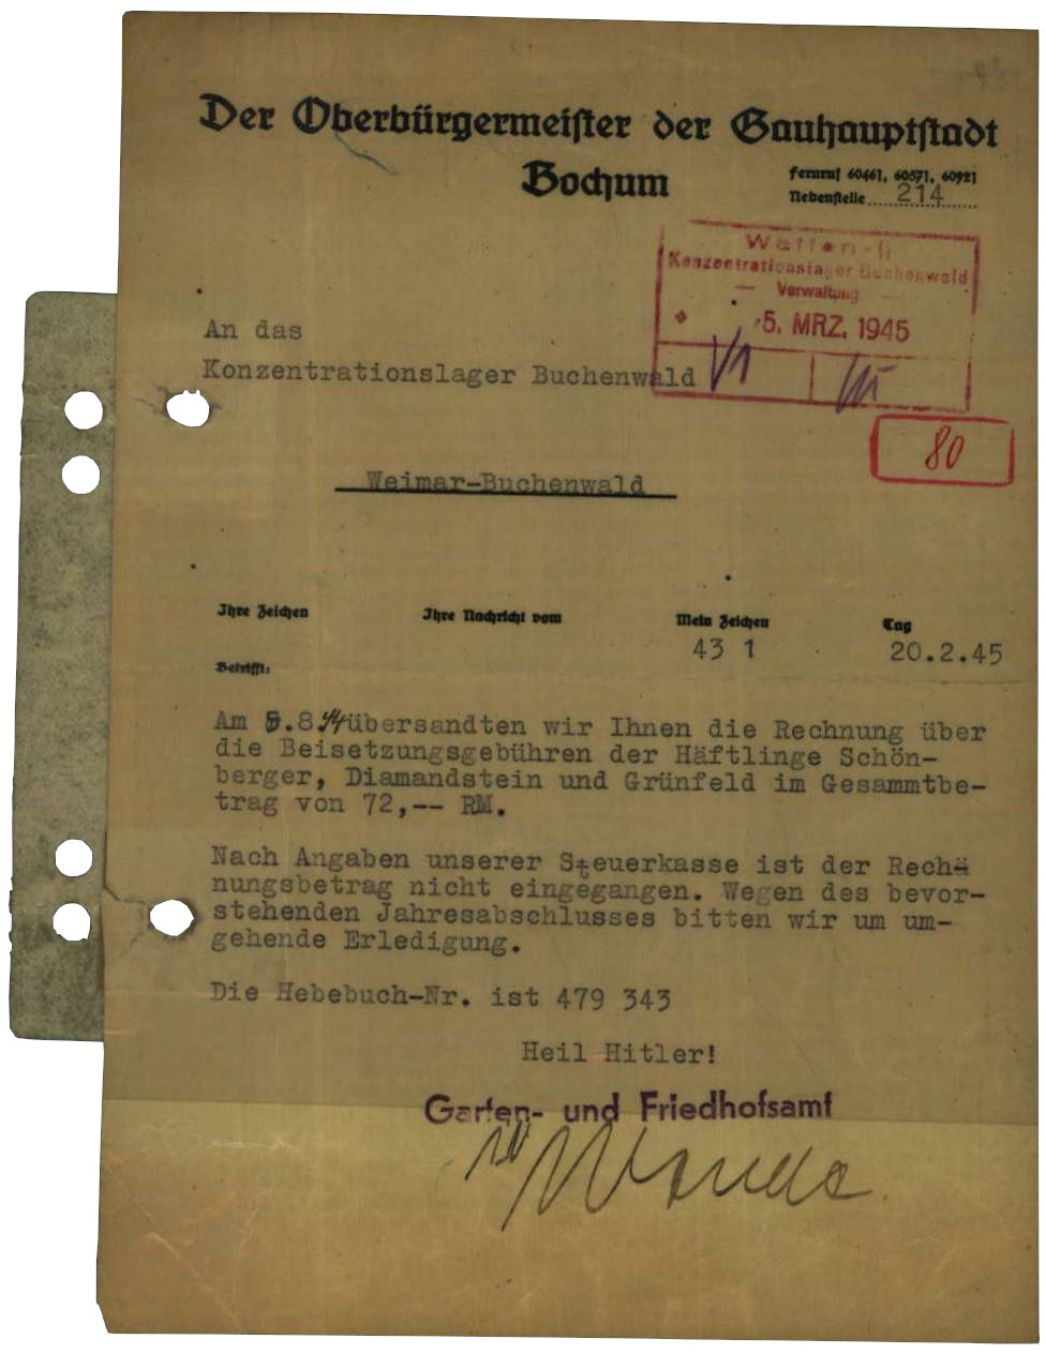 Der Oberbürgermeister der Gauhauptstadt
Bochum
Fernruf 60461, 60571, 60921
Nebenstelle 214
Waffen-SS
Konzentrationslager Buchenwald
— Verwaltung —
5. MRZ. 1945
An das
Konzentrationslager Buchenwald
80
Weimar-Buchenwald
Ihre Zeichen Ihre Nachricht vom Mein Zeichen Tag
43 1 20.2.45
Betrifft:
Am 5.8.44 übersandten wir Ihnen die Rechnung über
die Beisetzungsgebühren der Häftlinge Schön-
berger, Diamandstein und Grünfeld im Gesammtbe-
trag von 72,-- RM.
Nach Angaben unserer Steuerkasse ist der Rech-
nungsbetrag nicht eingegangen. Wegen des bevor-
stehenden Jahresabschlusses bitten wir um um-
gehende Erledigung.
Die Hebebuch-Nr. ist 479 343
Heil Hitler!
Garten- und Friedhofsamt